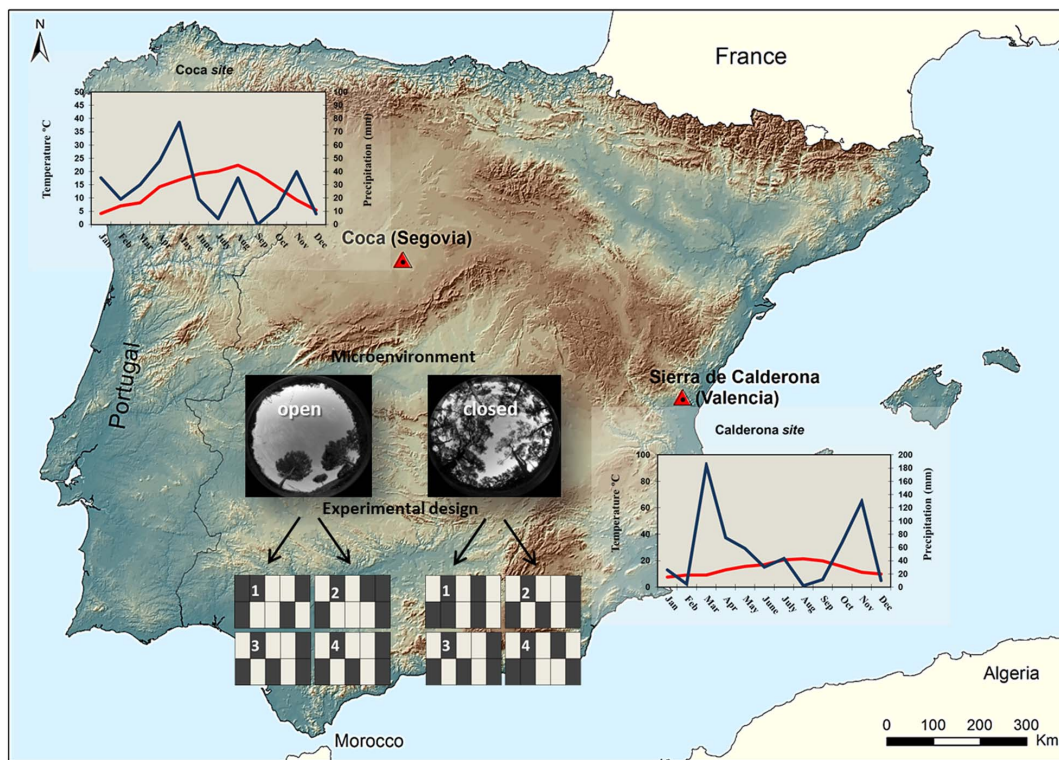 N
France
Coca site
Temperature °C
50
45
40
35
30
25
20
15
10
5
0
100
90
80
70
60
50
40
30
20
10
0
Precipitation (mm)
Jan
Feb
Mar
Apr
May
June
July
Aug
Sep
Oct
Nov
Dec
Coca (Segovia)
Portugal
Microenvironment
open
closed
Sierra de Calderona
(Valencia)
Calderona site
Temperature °C
100
80
60
40
20
0
200
180
160
140
120
100
80
60
40
20
0
Precipitation (mm)
Jan
Feb
Mar
Apr
May
June
July
Aug
Sep
Oct
Nov
Dec
Experimental design
1
2
1
2
3
4
3
4
Algeria
Morocco
0 100 200 300
Km